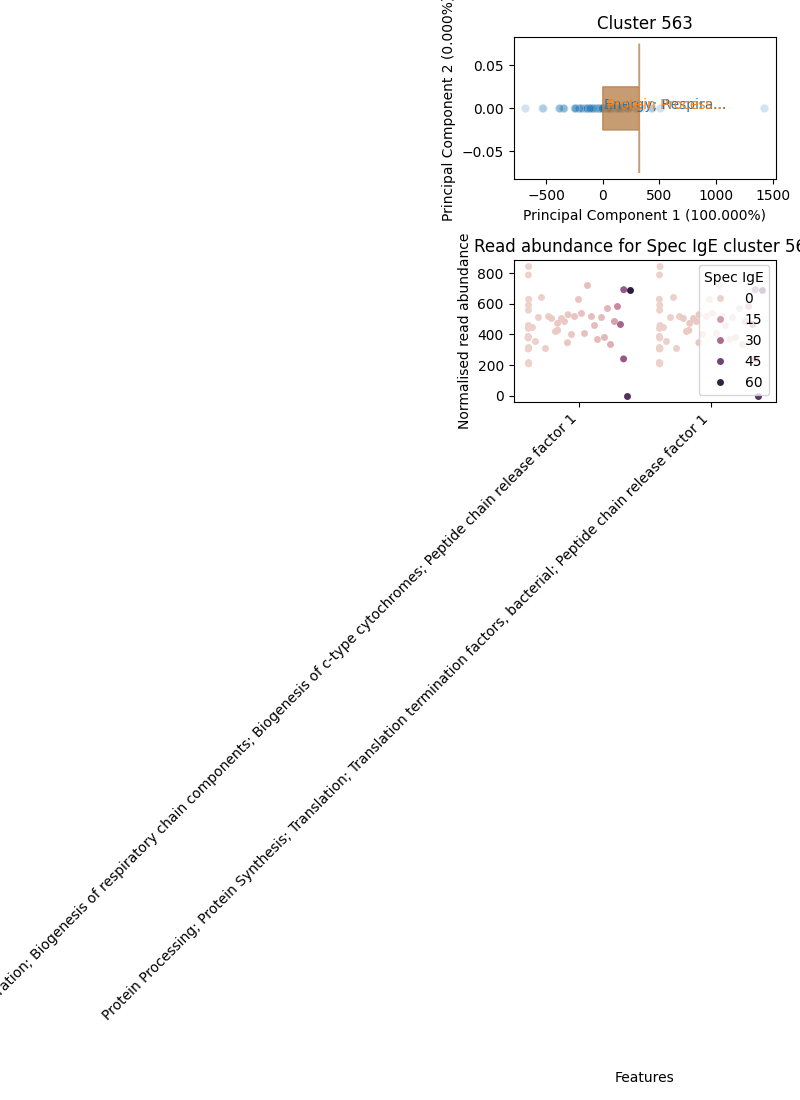 Cluster 563
Principal Component 2 (0.000%)
0.05
0.00
−0.05
Energy; Respira...
−500
0
500
1000
1500
Principal Component 1 (100.000%)
Read abundance for Spec IgE cluster 56
Normalised read abundance
800
600
400
200
0
Spec IgE
0
15
30
45
60
ration; Biogenesis of respiratory chain components; Biogenesis of c-type cytochromes; Peptide chain release factor 1
Protein Processing; Protein Synthesis; Translation; Translation termination factors, bacterial; Peptide chain release factor 1
Features